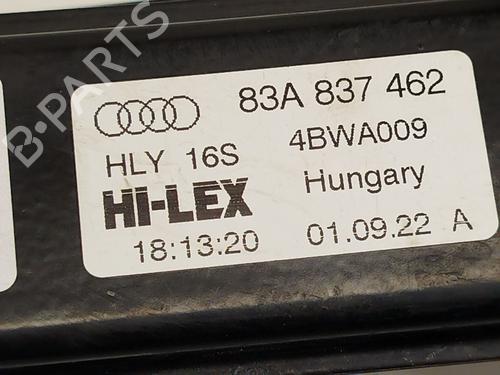 B-PARTS
83A 837 462
HLY 16S
4BWA009
HI-LEX
Hungary
18:13:20
01.09.22 A